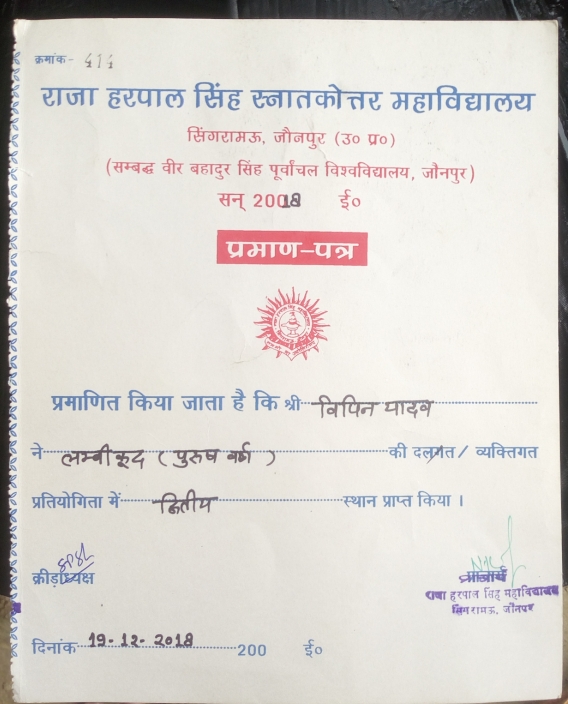 क्रमांक- 414
राजा हरपाल सिंह स्नातकोत्तर महाविद्यालय
सिंगरामऊ, जौनपुर (उ० प्र०)
(सम्बद्ध वीर बहादुर सिंह पूर्वांचल विश्वविद्यालय, जौनपुर)
सन् 2018 ई०
प्रमाण-पत्र
प्रमाणित किया जाता है कि श्री विपिन यादव
ने लम्बीकूद (पुरुष वर्ग) की दलगत / व्यक्तिगत
प्रतियोगिता में द्वितीय स्थान प्राप्त किया ।
क्रीड़ाध्यक्ष
प्राचार्य
राजा हरपाल सिंह महाविद्यालय
सिंगरामऊ, जौनपुर
दिनांक 19-12-2018 200 ई०